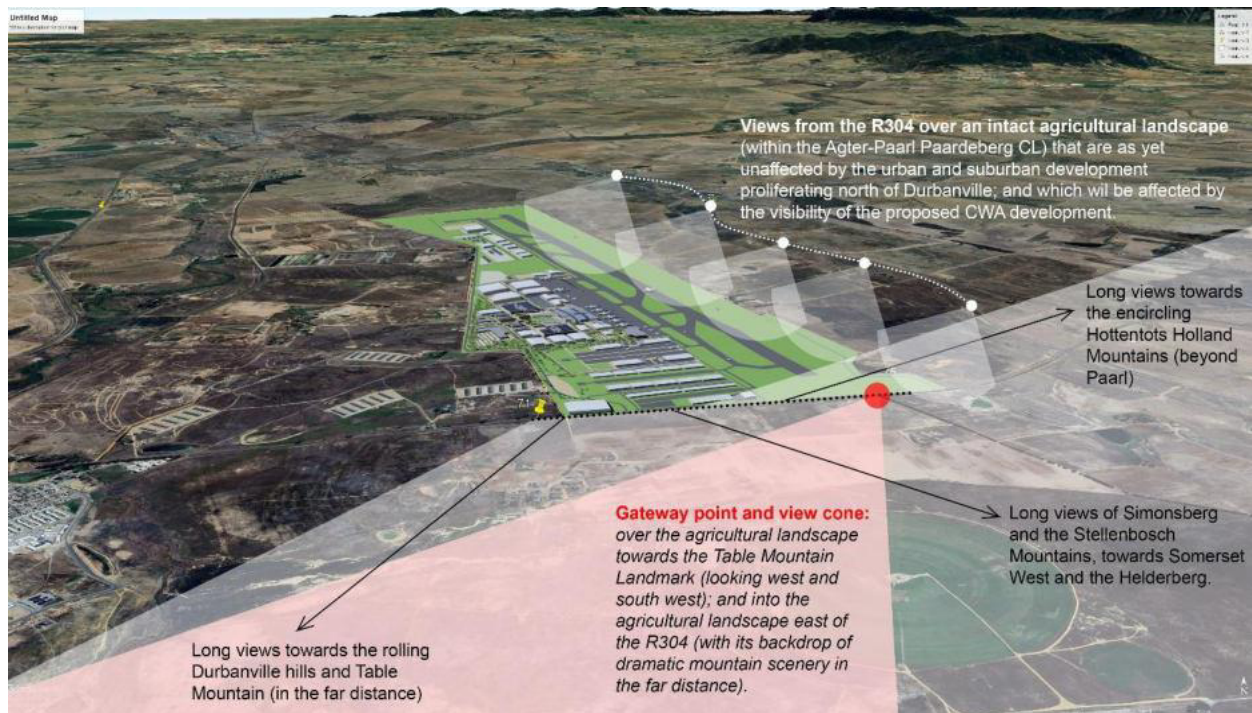 Untitled Map
Legend
Views from the R304 over an intact agricultural landscape
(within the Agter-Paarl Paardeberg CL) that are as yet
unaffected by the urban and suburban development
proliferating north of Durbanville; and which wil be affected by
the visibility of the proposed CWA development.
Long views towards
the encircling
Hottentots Holland
Mountains (beyond
Paarl)
7.1
Gateway point and view cone:
over the agricultural landscape
towards the Table Mountain
Landmark (looking west and
south west); and into the
agricultural landscape east of
the R304 (with its backdrop of
dramatic mountain scenery in
the far distance).
Long views of Simonsberg
and the Stellenbosch
Mountains, towards Somerset
West and the Helderberg.
Long views towards the rolling
Durbanville hills and Table
Mountain (in the far distance)
N